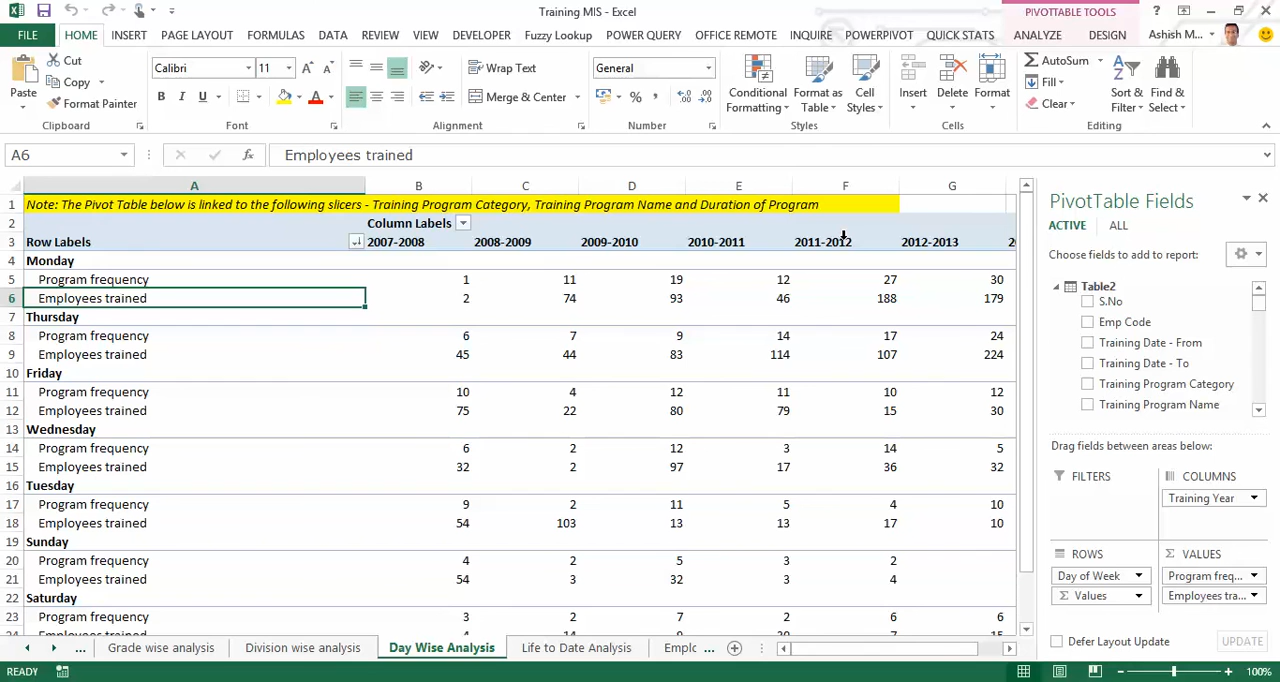 Training MIS - Excel
PIVOTTABLE TOOLS
FILE HOME INSERT PAGE LAYOUT FORMULAS DATA REVIEW VIEW DEVELOPER Fuzzy Lookup POWER QUERY OFFICE REMOTE INQUIRE POWERPIVOT QUICK STATS ANALYZE DESIGN Ashish M...
Paste
Cut
Copy
Format Painter
Calibri 11
Wrap Text
Merge & Center
General
Conditional Formatting
Format as Table
Cell Styles
Insert Delete Format
AutoSum
Fill
Clear
Sort & Filter
Find & Select
Clipboard Font Alignment Number Styles Cells Editing
A6 fx Employees trained
A B C D E F G
1 Note: The Pivot Table below is linked to the following slicers - Training Program Category, Training Program Name and Duration of Program
2 Column Labels
3 Row Labels 2007-2008 2008-2009 2009-2010 2010-2011 2011-2012 2012-2013 2
4 Monday
5 Program frequency 1 11 19 12 27 30
6 Employees trained 2 74 93 46 188 179
7 Thursday
8 Program frequency 6 7 9 14 17 24
9 Employees trained 45 44 83 114 107 224
10 Friday
11 Program frequency 10 4 12 11 10 12
12 Employees trained 75 22 80 79 15 30
13 Wednesday
14 Program frequency 6 2 12 3 14 5
15 Employees trained 32 2 97 17 36 32
16 Tuesday
17 Program frequency 9 2 11 5 4 10
18 Employees trained 54 103 13 13 17 10
19 Sunday
20 Program frequency 4 2 5 3 2
21 Employees trained 54 3 32 3 4
22 Saturday
23 Program frequency 3 2 7 2 6 6
PivotTable Fields
ACTIVE ALL
Choose fields to add to report:
Table2
S.No
Emp Code
Training Date - From
Training Date - To
Training Program Category
Training Program Name
Drag fields between areas below:
FILTERS
COLUMNS
Training Year
ROWS
Day of Week
Σ Values
Σ VALUES
Program freq...
Employees tra...
Defer Layout Update UPDATE
... Grade wise analysis Division wise analysis Day Wise Analysis Life to Date Analysis Emplc ...
READY 100%